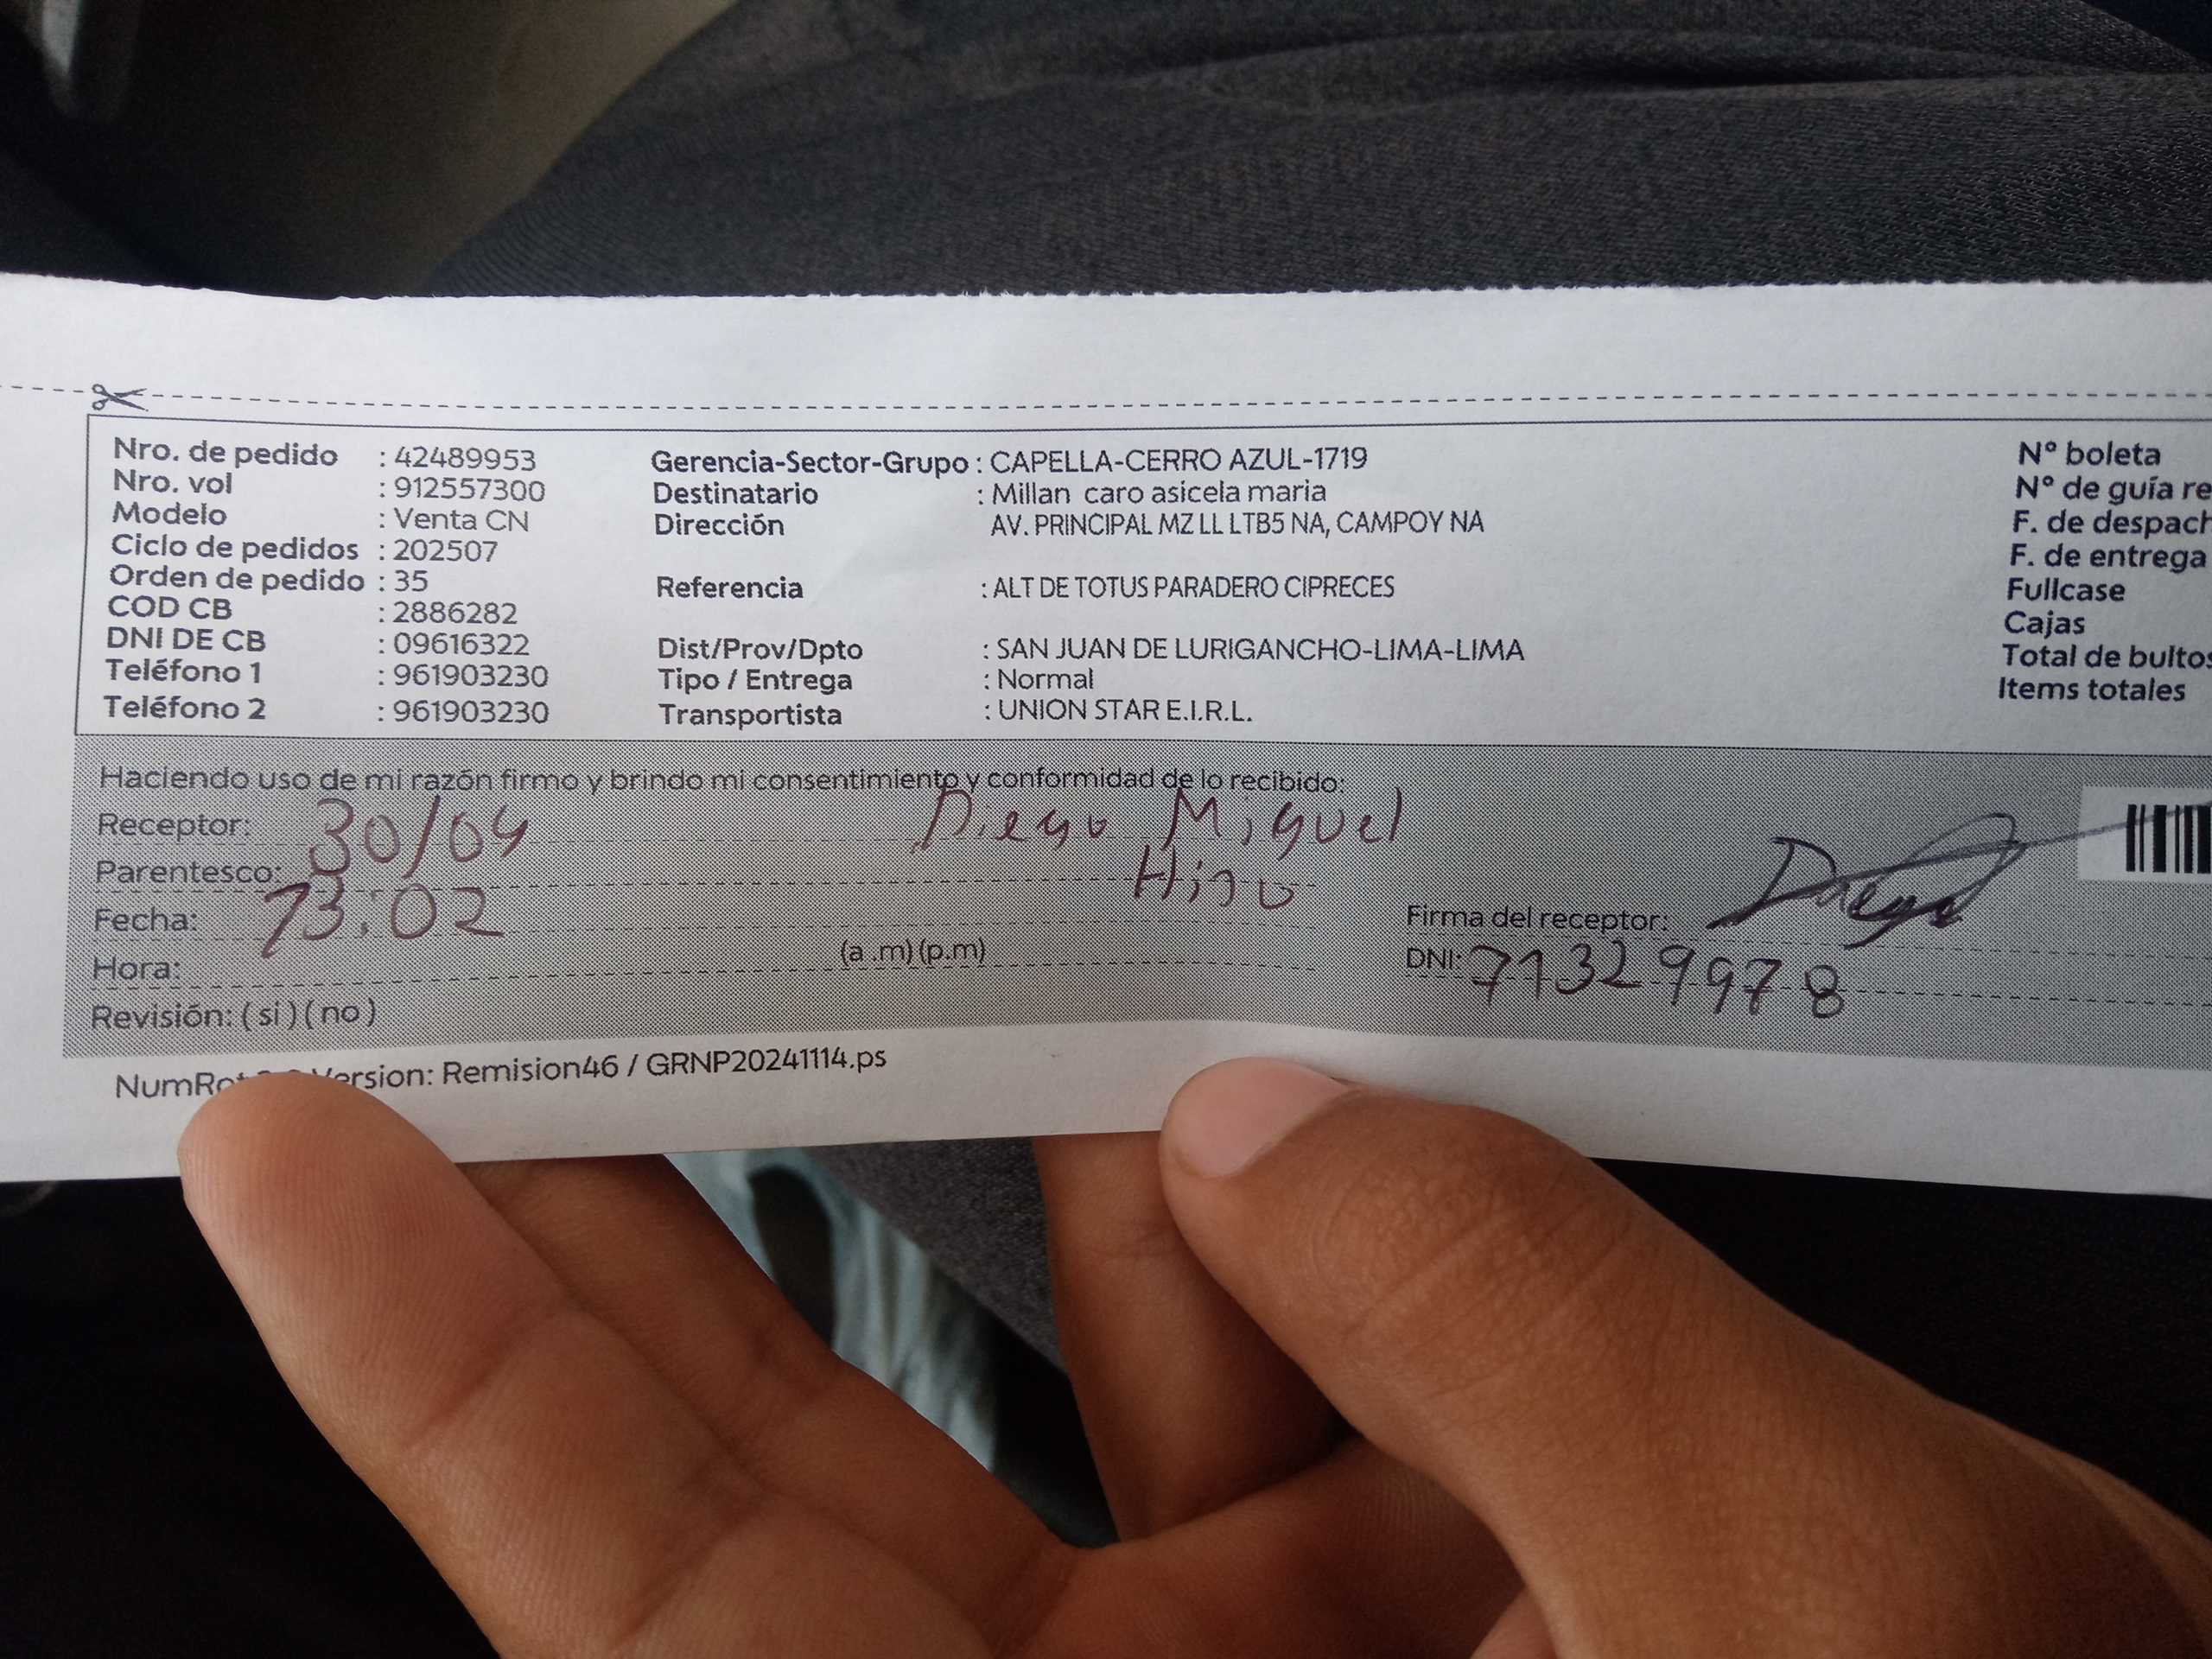 Nro. de pedido : 42489953
Nro. vol : 912557300
Modelo : Venta CN
Ciclo de pedidos : 202507
Orden de pedido : 35
COD CB : 2886282
DNI DE CB : 09616322
Teléfono 1 : 961903230
Teléfono 2 : 961903230
Gerencia-Sector-Grupo : CAPELLA-CERRO AZUL-1719
Destinatario : Millan caro asicela maria
Dirección AV. PRINCIPAL MZ LL LTB5 NA, CAMPOY NA
Referencia : ALT DE TOTUS PARADERO CIPRECES
Dist/Prov/Dpto : SAN JUAN DE LURIGANCHO-LIMA-LIMA
Tipo / Entrega : Normal
Transportista : UNION STAR E.I.R.L.
N° boleta
N° de guía re
F. de despach
F. de entrega
Fullcase
Cajas
Total de bultos
Items totales
Haciendo uso de mi razón firmo y brindo mi consentimiento y conformidad de lo recibido:
Receptor: 30/04 Diego Miguel
Parentesco: Hijo
Fecha: 13:02
Hora: (a .m) (p.m)
Revisión: ( si ) ( no )
Firma del receptor: Diego
DNI: 71329978
NumRot Version: Remision46 / GRNP20241114.ps